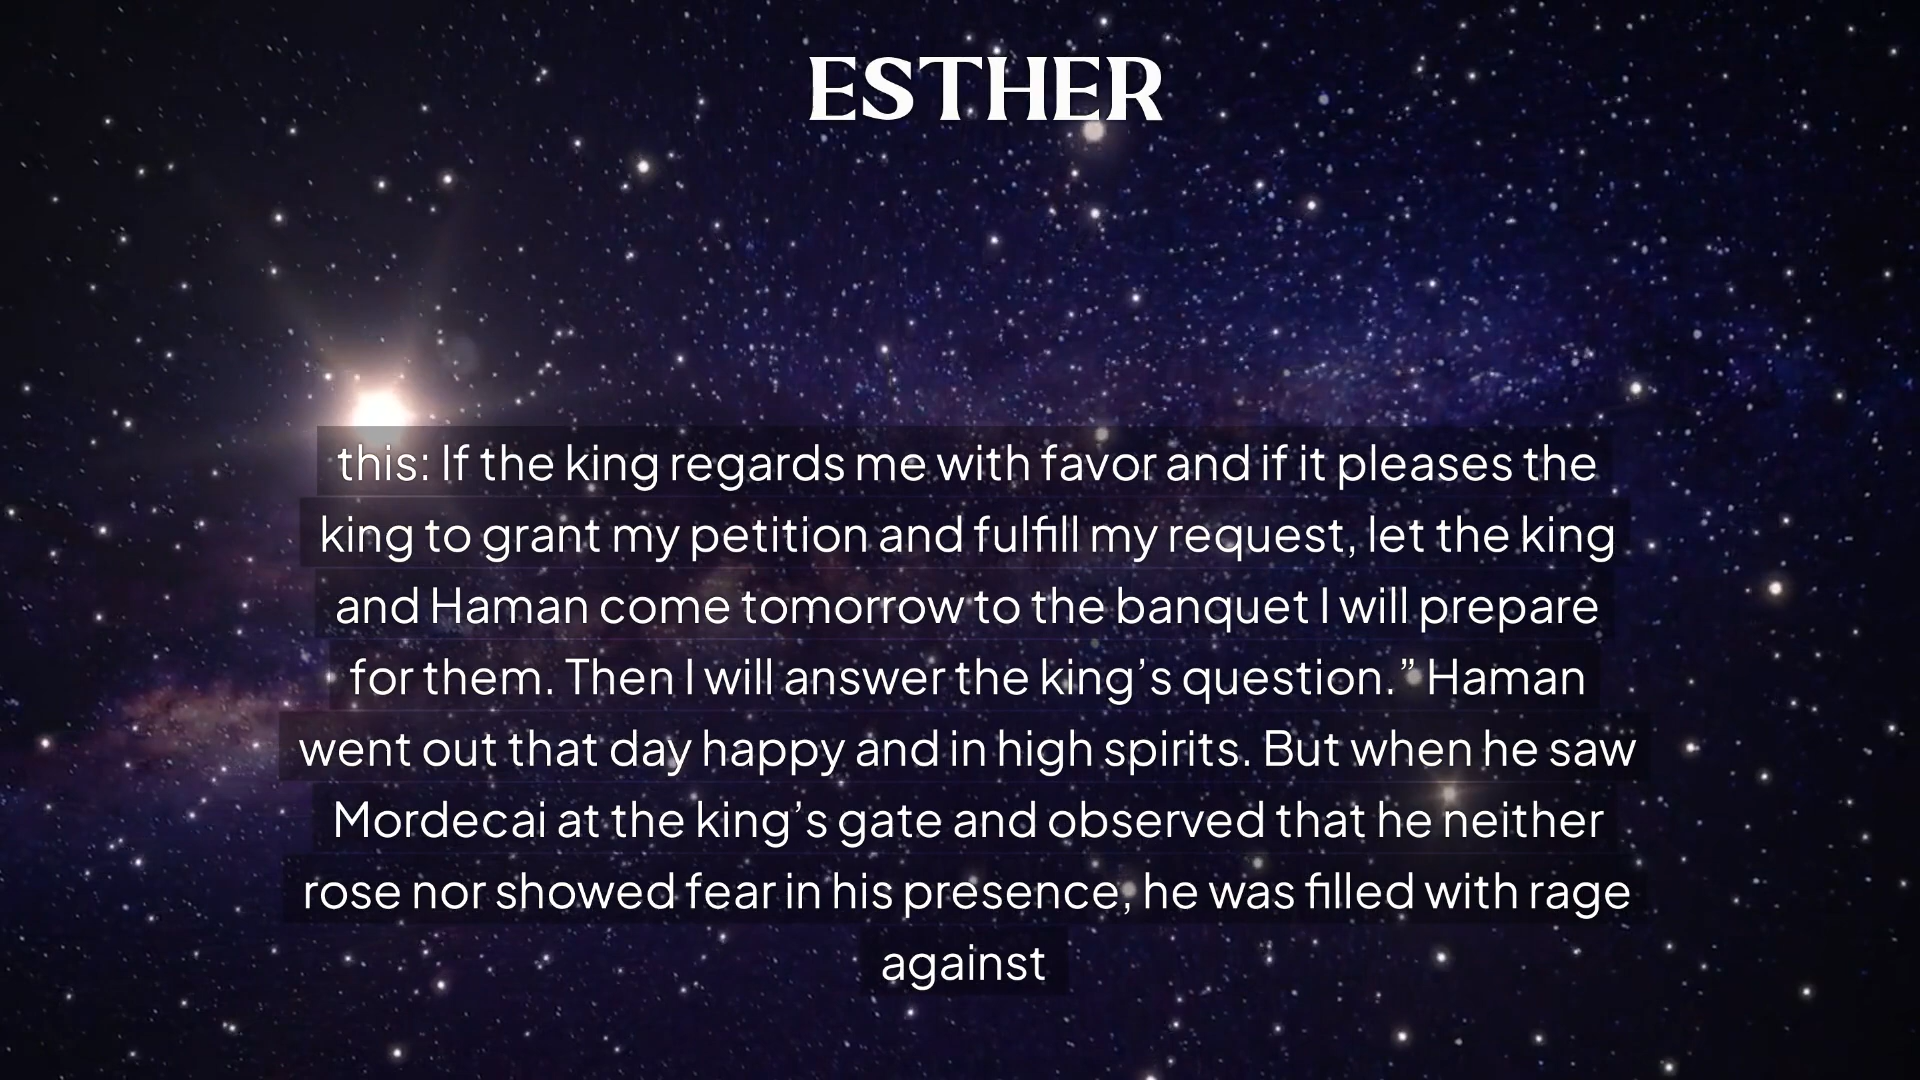 ESTHER
this: If the king regards me with favor and if it pleases the
king to grant my petition and fulfill my request, let the king
and Haman come tomorrow to the banquet I will prepare
for them. Then I will answer the king’s question.” Haman
went out that day happy and in high spirits. But when he saw
Mordecai at the king’s gate and observed that he neither
rose nor showed fear in his presence, he was filled with rage
against